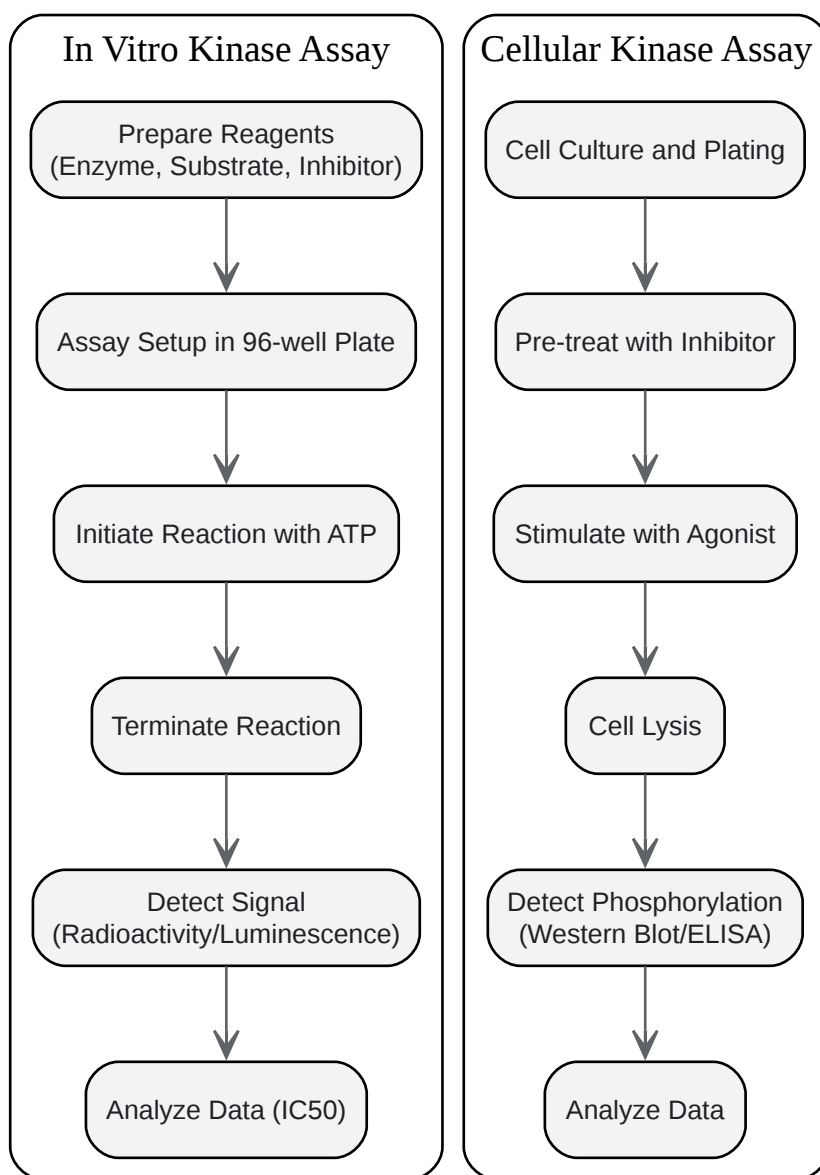 In Vitro Kinase Assay
Prepare Reagents
(Enzyme, Substrate, Inhibitor)
Assay Setup in 96-well Plate
Initiate Reaction with ATP
Terminate Reaction
Detect Signal
(Radioactivity/Luminescence)
Analyze Data (IC50)
Cellular Kinase Assay
Cell Culture and Plating
Pre-treat with Inhibitor
Stimulate with Agonist
Cell Lysis
Detect Phosphorylation
(Western Blot/ELISA)
Analyze Data